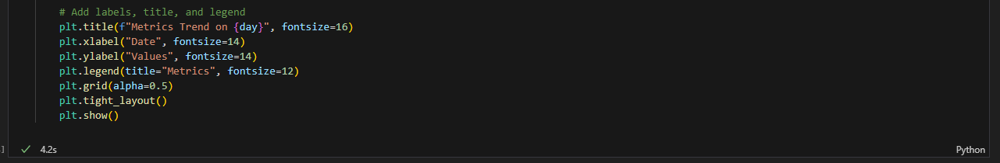 # Add labels, title, and legend
plt.title(f"Metrics Trend on {day}", fontsize=16)
plt.xlabel("Date", fontsize=14)
plt.ylabel("Values", fontsize=14)
plt.legend(title="Metrics", fontsize=12)
plt.grid(alpha=0.5)
plt.tight_layout()
plt.show()
] 4.2s Python